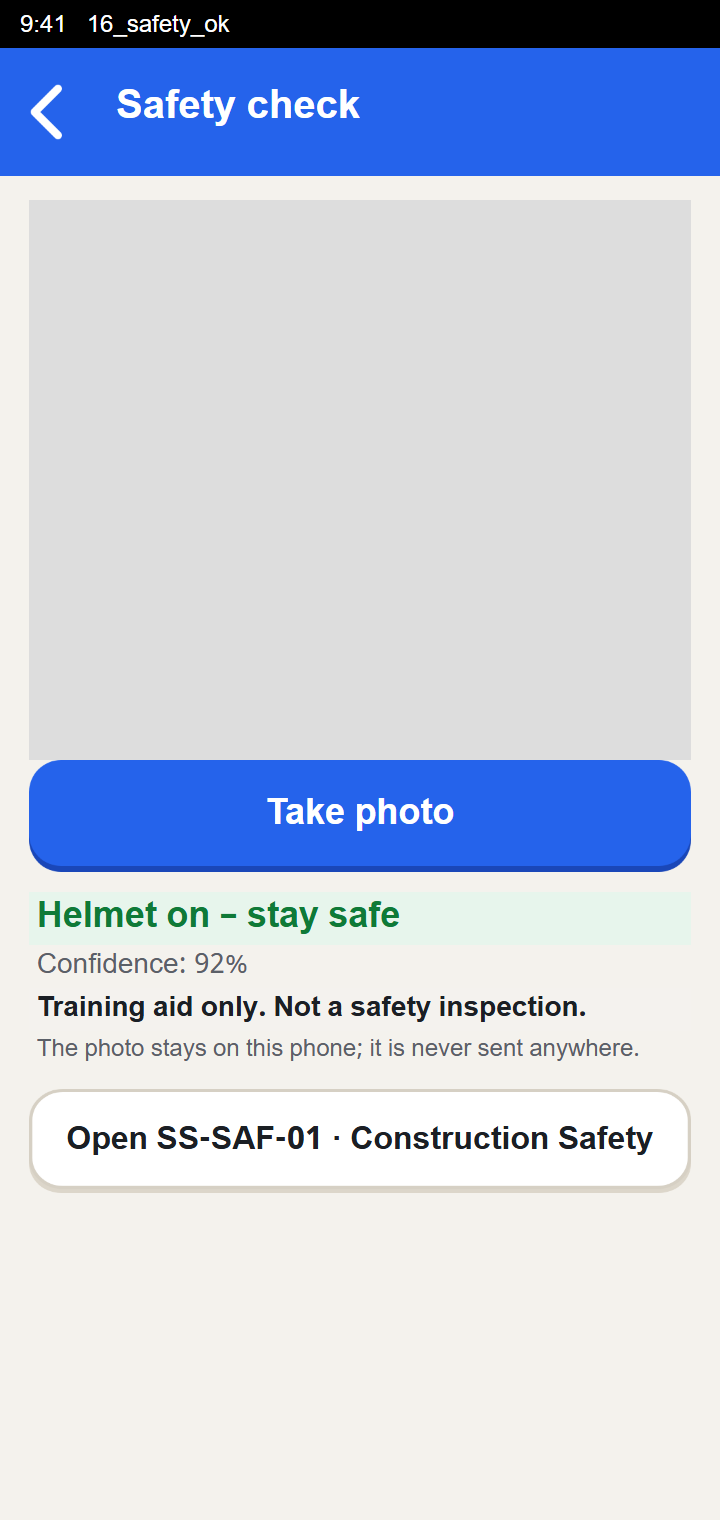 9:41 16_safety_ok
Safety check
Take photo
Helmet on – stay safe
Confidence: 92%
Training aid only. Not a safety inspection.
The photo stays on this phone; it is never sent anywhere.
Open SS-SAF-01 · Construction Safety